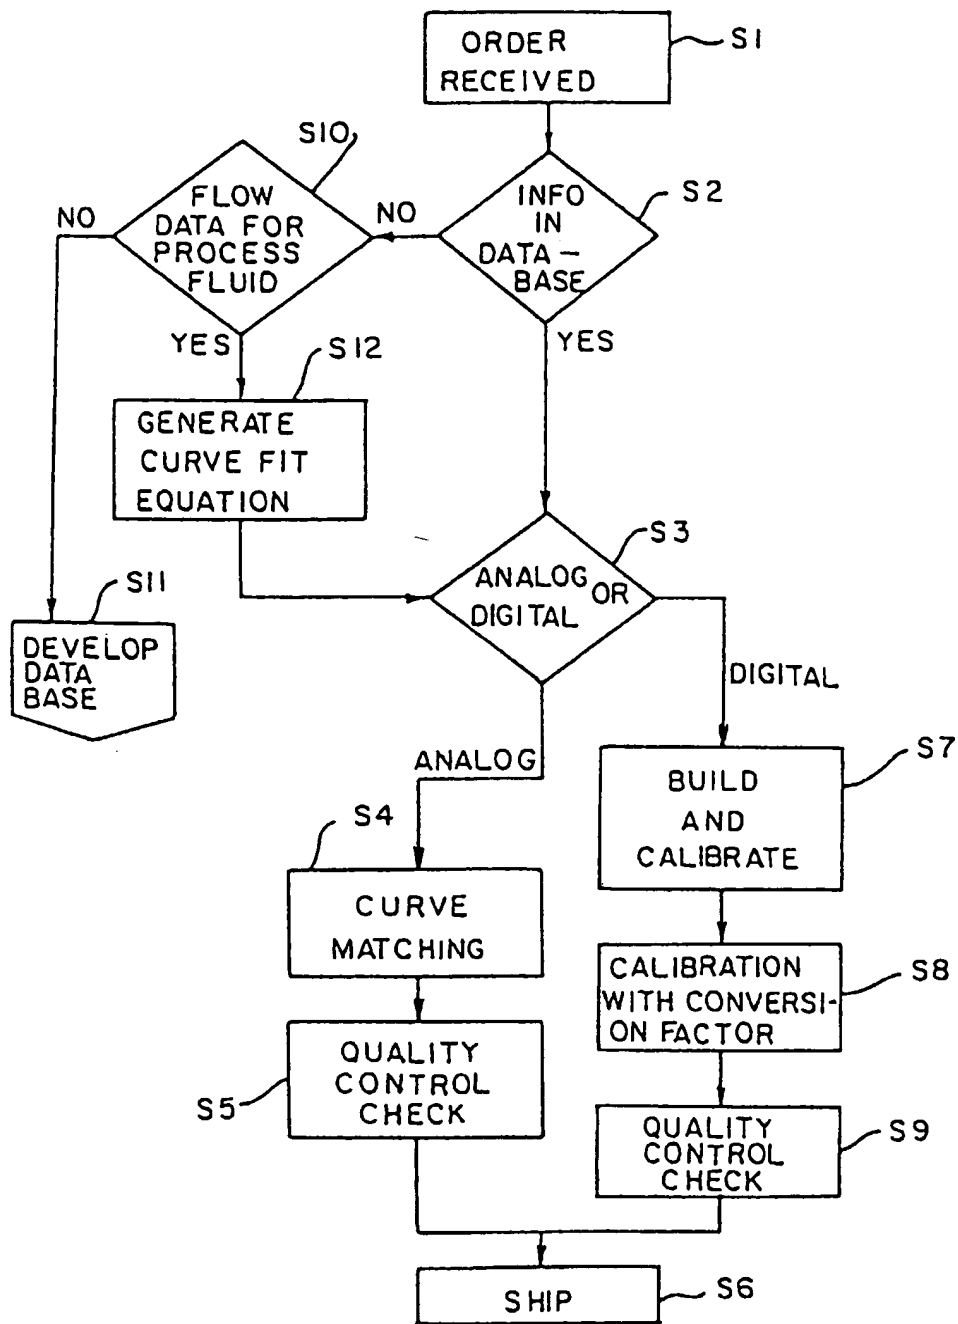 ORDER
RECEIVED
S1
S10
FLOW
DATA FOR
PROCESS
FLUID
NO
NO
YES
INFO
IN
DATA-
BASE
S2
YES
S12
GENERATE
CURVE FIT
EQUATION
S11
DEVELOP
DATA
BASE
S3
ANALOG
OR
DIGITAL
DIGITAL
ANALOG
S4
CURVE
MATCHING
S7
BUILD
AND
CALIBRATE
S8
CALIBRATION
WITH CONVERSI-
ON FACTOR
S5
QUALITY
CONTROL
CHECK
S9
QUALITY
CONTROL
CHECK
SHIP
S6